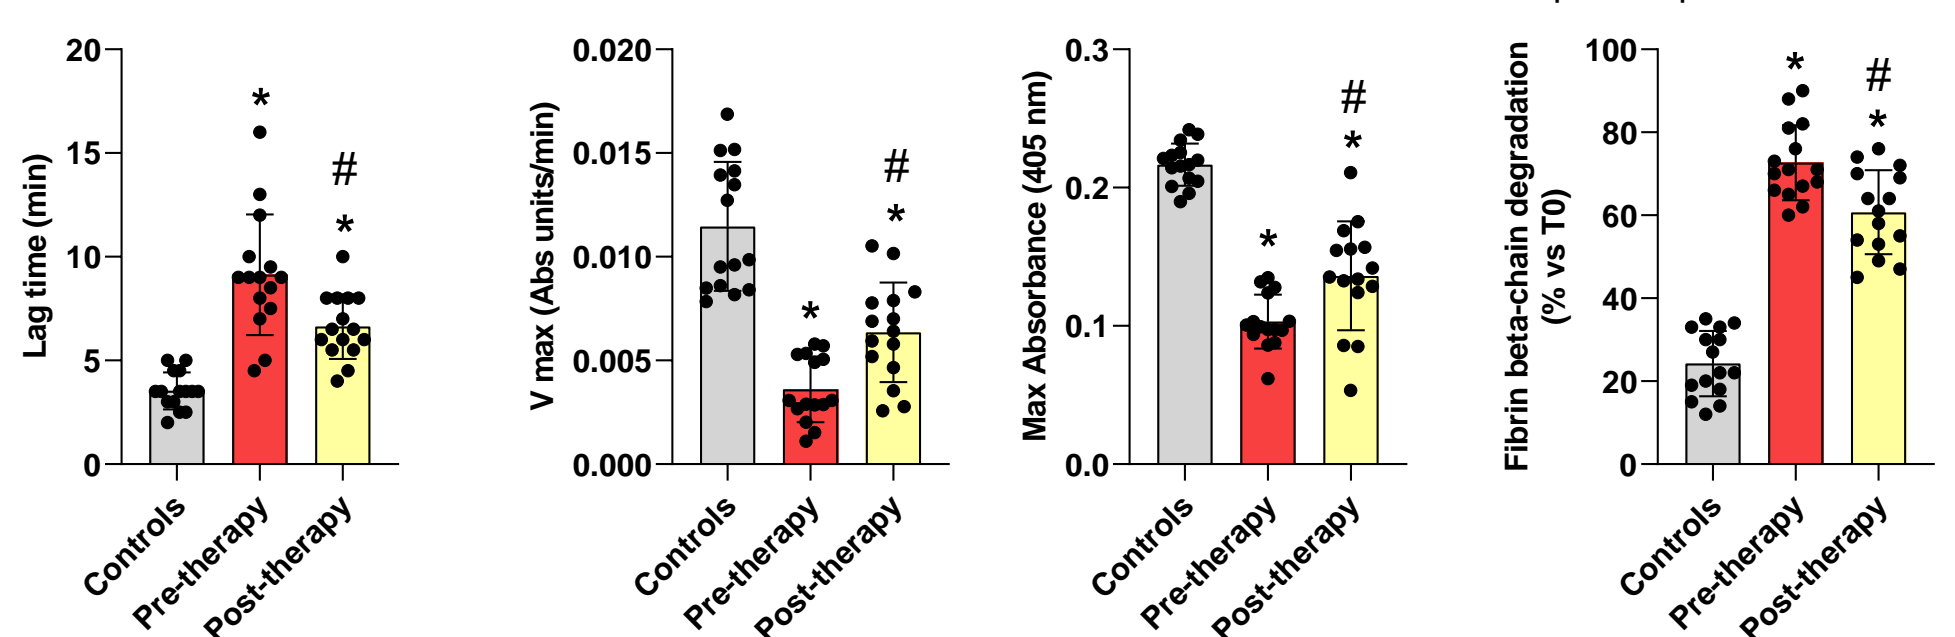 Lag time (min)
20
15
10
5
0
*
*
#
Controls
Pre-therapy
Post-therapy
V max (Abs units/min)
0.020
0.015
0.010
0.005
0.000
*
#
*
Controls
Pre-therapy
Post-therapy
Max Absorbance (405 nm)
0.3
0.2
0.1
0.0
*
#
*
Controls
Pre-therapy
Post-therapy
Fibrin beta-chain degradation
(% vs T0)
100
80
60
40
20
0
*
#
*
Controls
Pre-therapy
Post-therapy